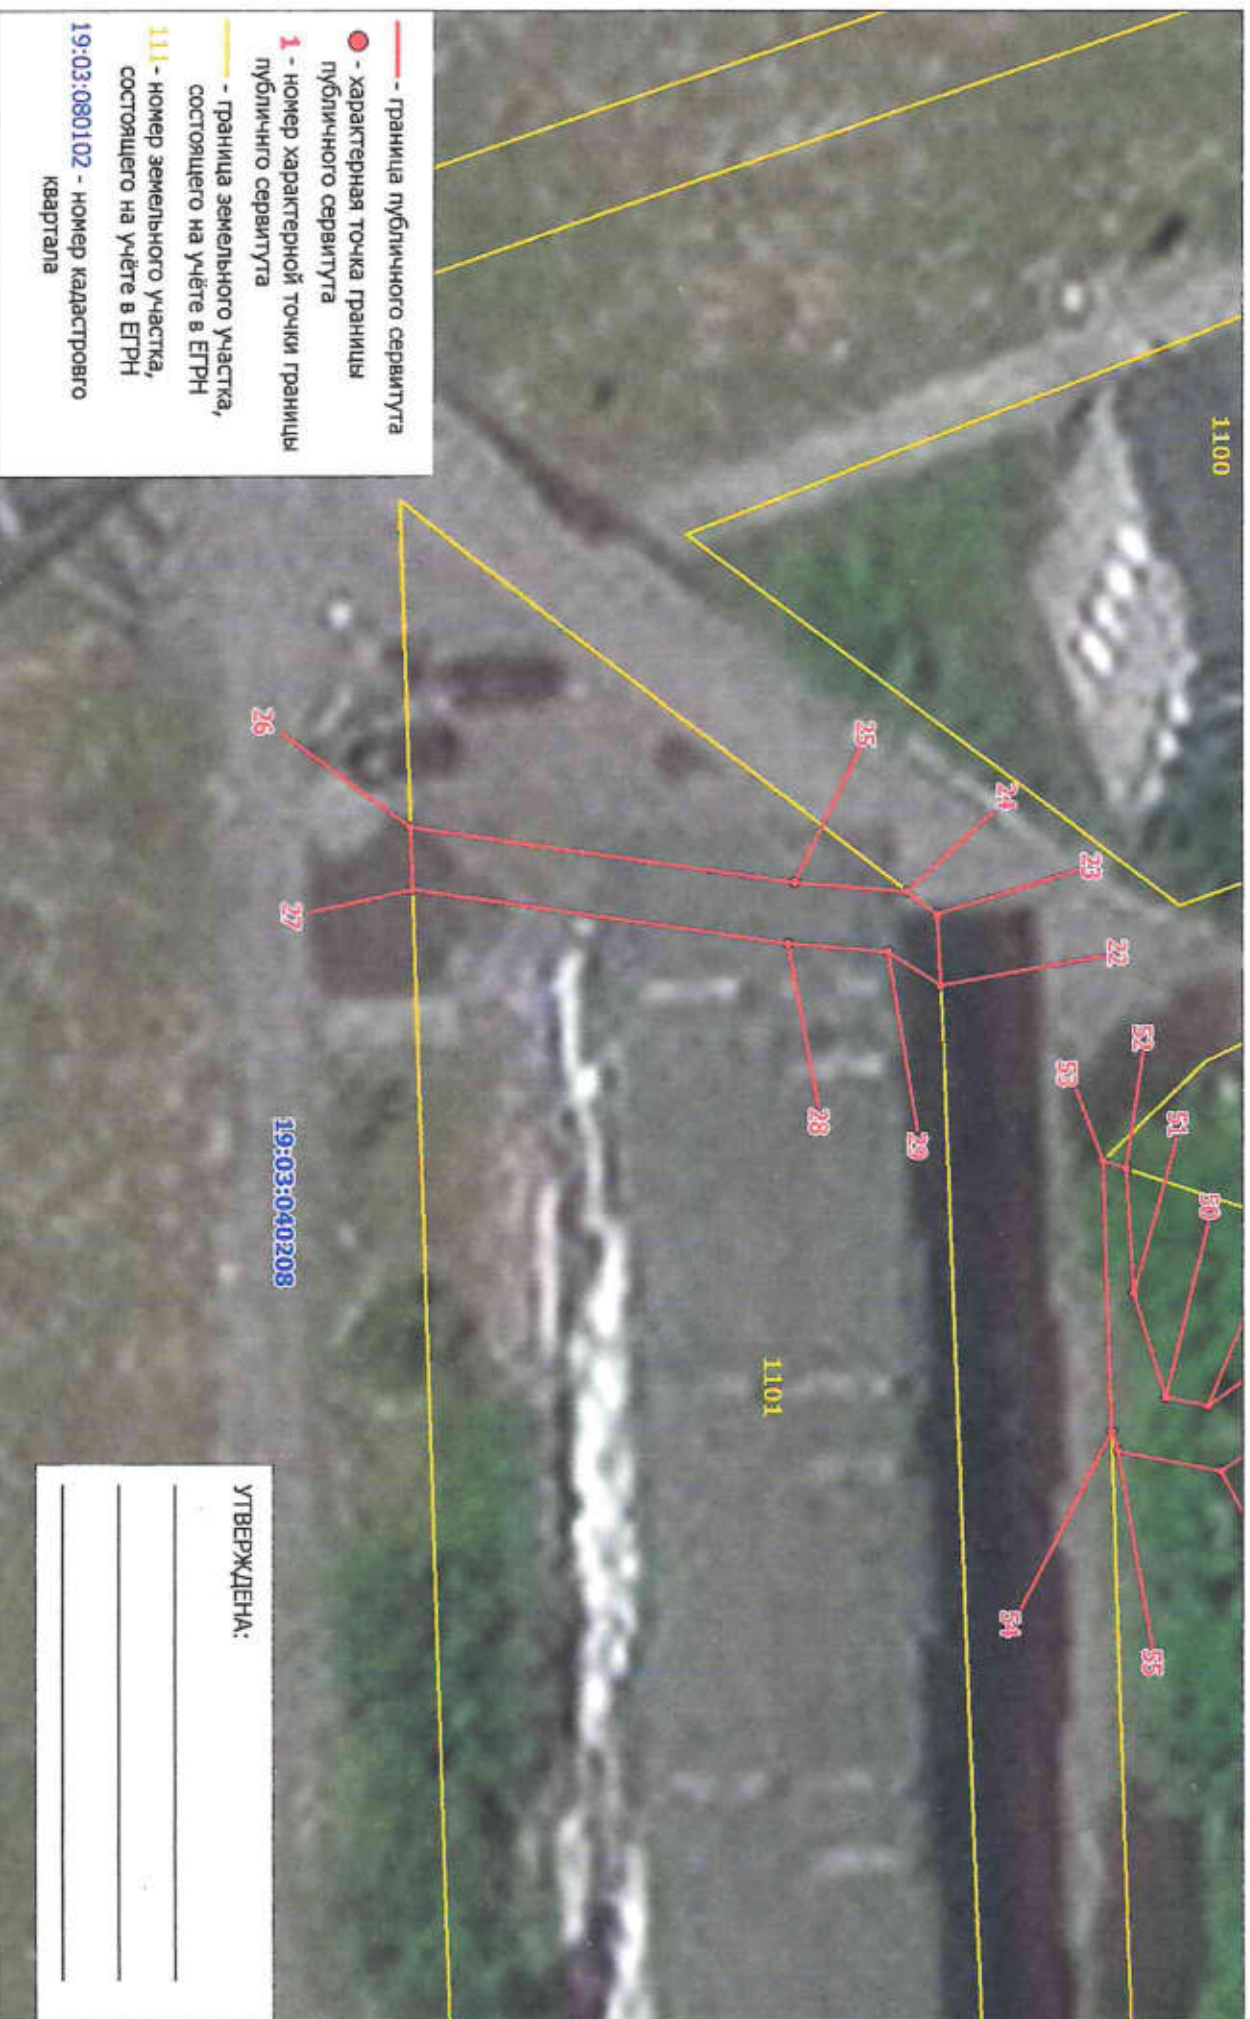 1100
25
24
23
22
26
27
52
53
51
50
28
29
19:03:040208
1101
54
55
- граница публичного сервитута
- характерная точка границы
публичного сервитута
1 - номер характерной точки границы
публичнго сервитута
- граница земельного участка,
состоящего на учёте в ЕГРН
111 - номер земельного участка,
состоящего на учёте в ЕГРН
19:03:080102 - номер кадастровго
квартала
УТВЕРЖДЕНА: